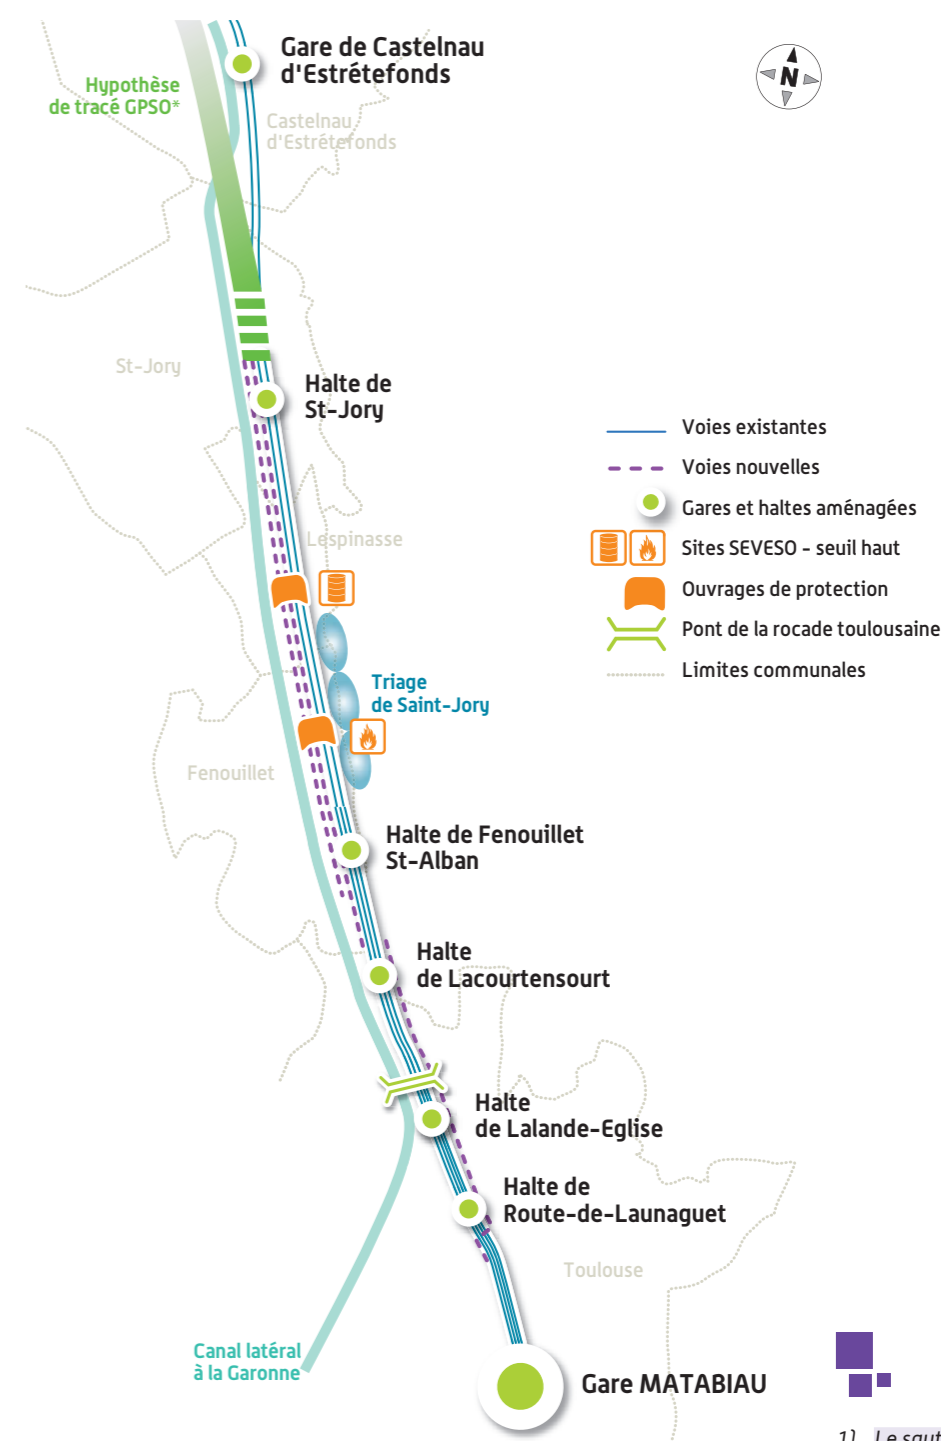 Gare de Castelnau
d'Estrétefonds
N
Hypothèse
de tracé GPSO*
Castelnau
d'Estrétefonds
St-Jory
Halte de
St-Jory
Voies existantes
Voies nouvelles
Gares et haltes aménagées
Sites SEVESO - seuil haut
Ouvrages de protection
Pont de la rocade toulousaine
Limites communales
Lespinasse
Triage
de Saint-Jory
Fenouillet
Halte de Fenouillet
St-Alban
Halte
de Lacourtensourt
Halte
de Lalande-Eglise
Halte de
Route-de-Launaguet
Toulouse
Canal latéral
à la Garonne
Gare MATABIAU
1) Le saut